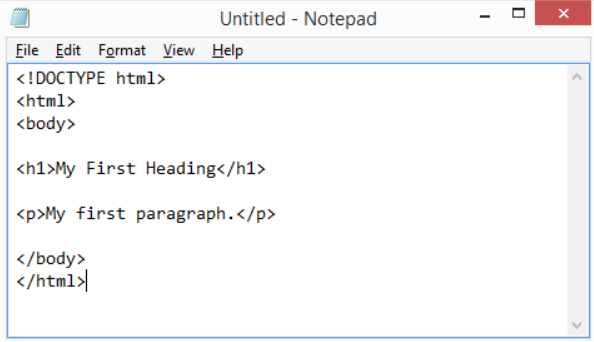 Untitled - Notepad
File Edit Format View Help
<!DOCTYPE html>
<html>
<body>
<h1>My First Heading</h1>
<p>My first paragraph.</p>
</body>
</html>